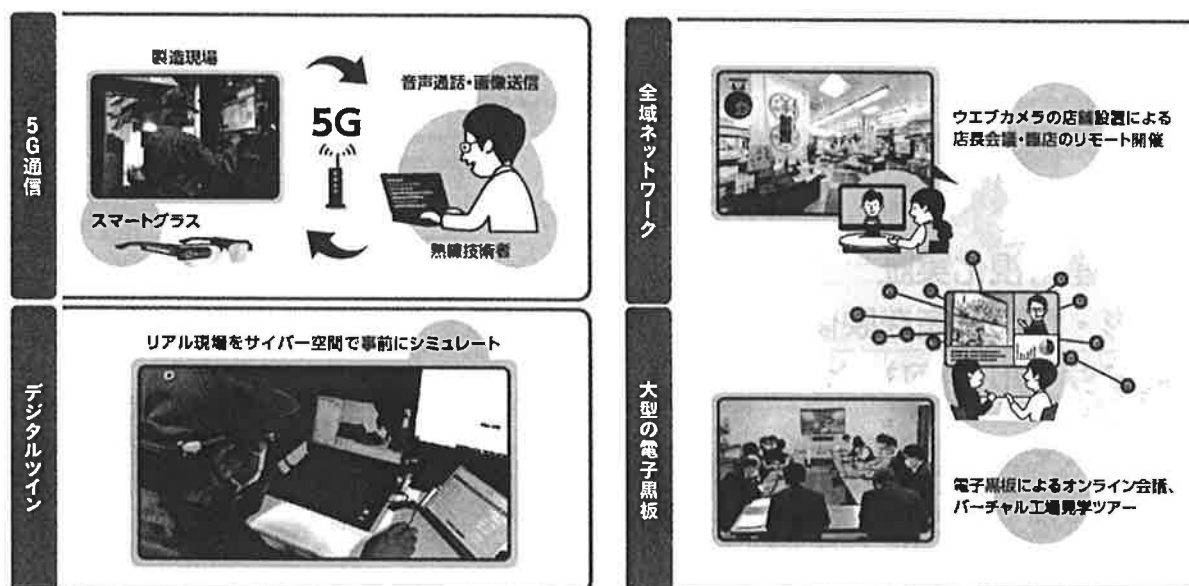 5G通信
製造現場
5G
音声通話・画像送信
スマートグラス
熟練技術者
デジタルツイン
リアル現場をサイバー空間で事前にシミュレート
全域ネットワーク
ウエブカメラの店舗設置による
店長会議・臨店のリモート開催
大型の電子黒板
電子黒板によるオンライン会議、
バーチャル工場見学ツアー